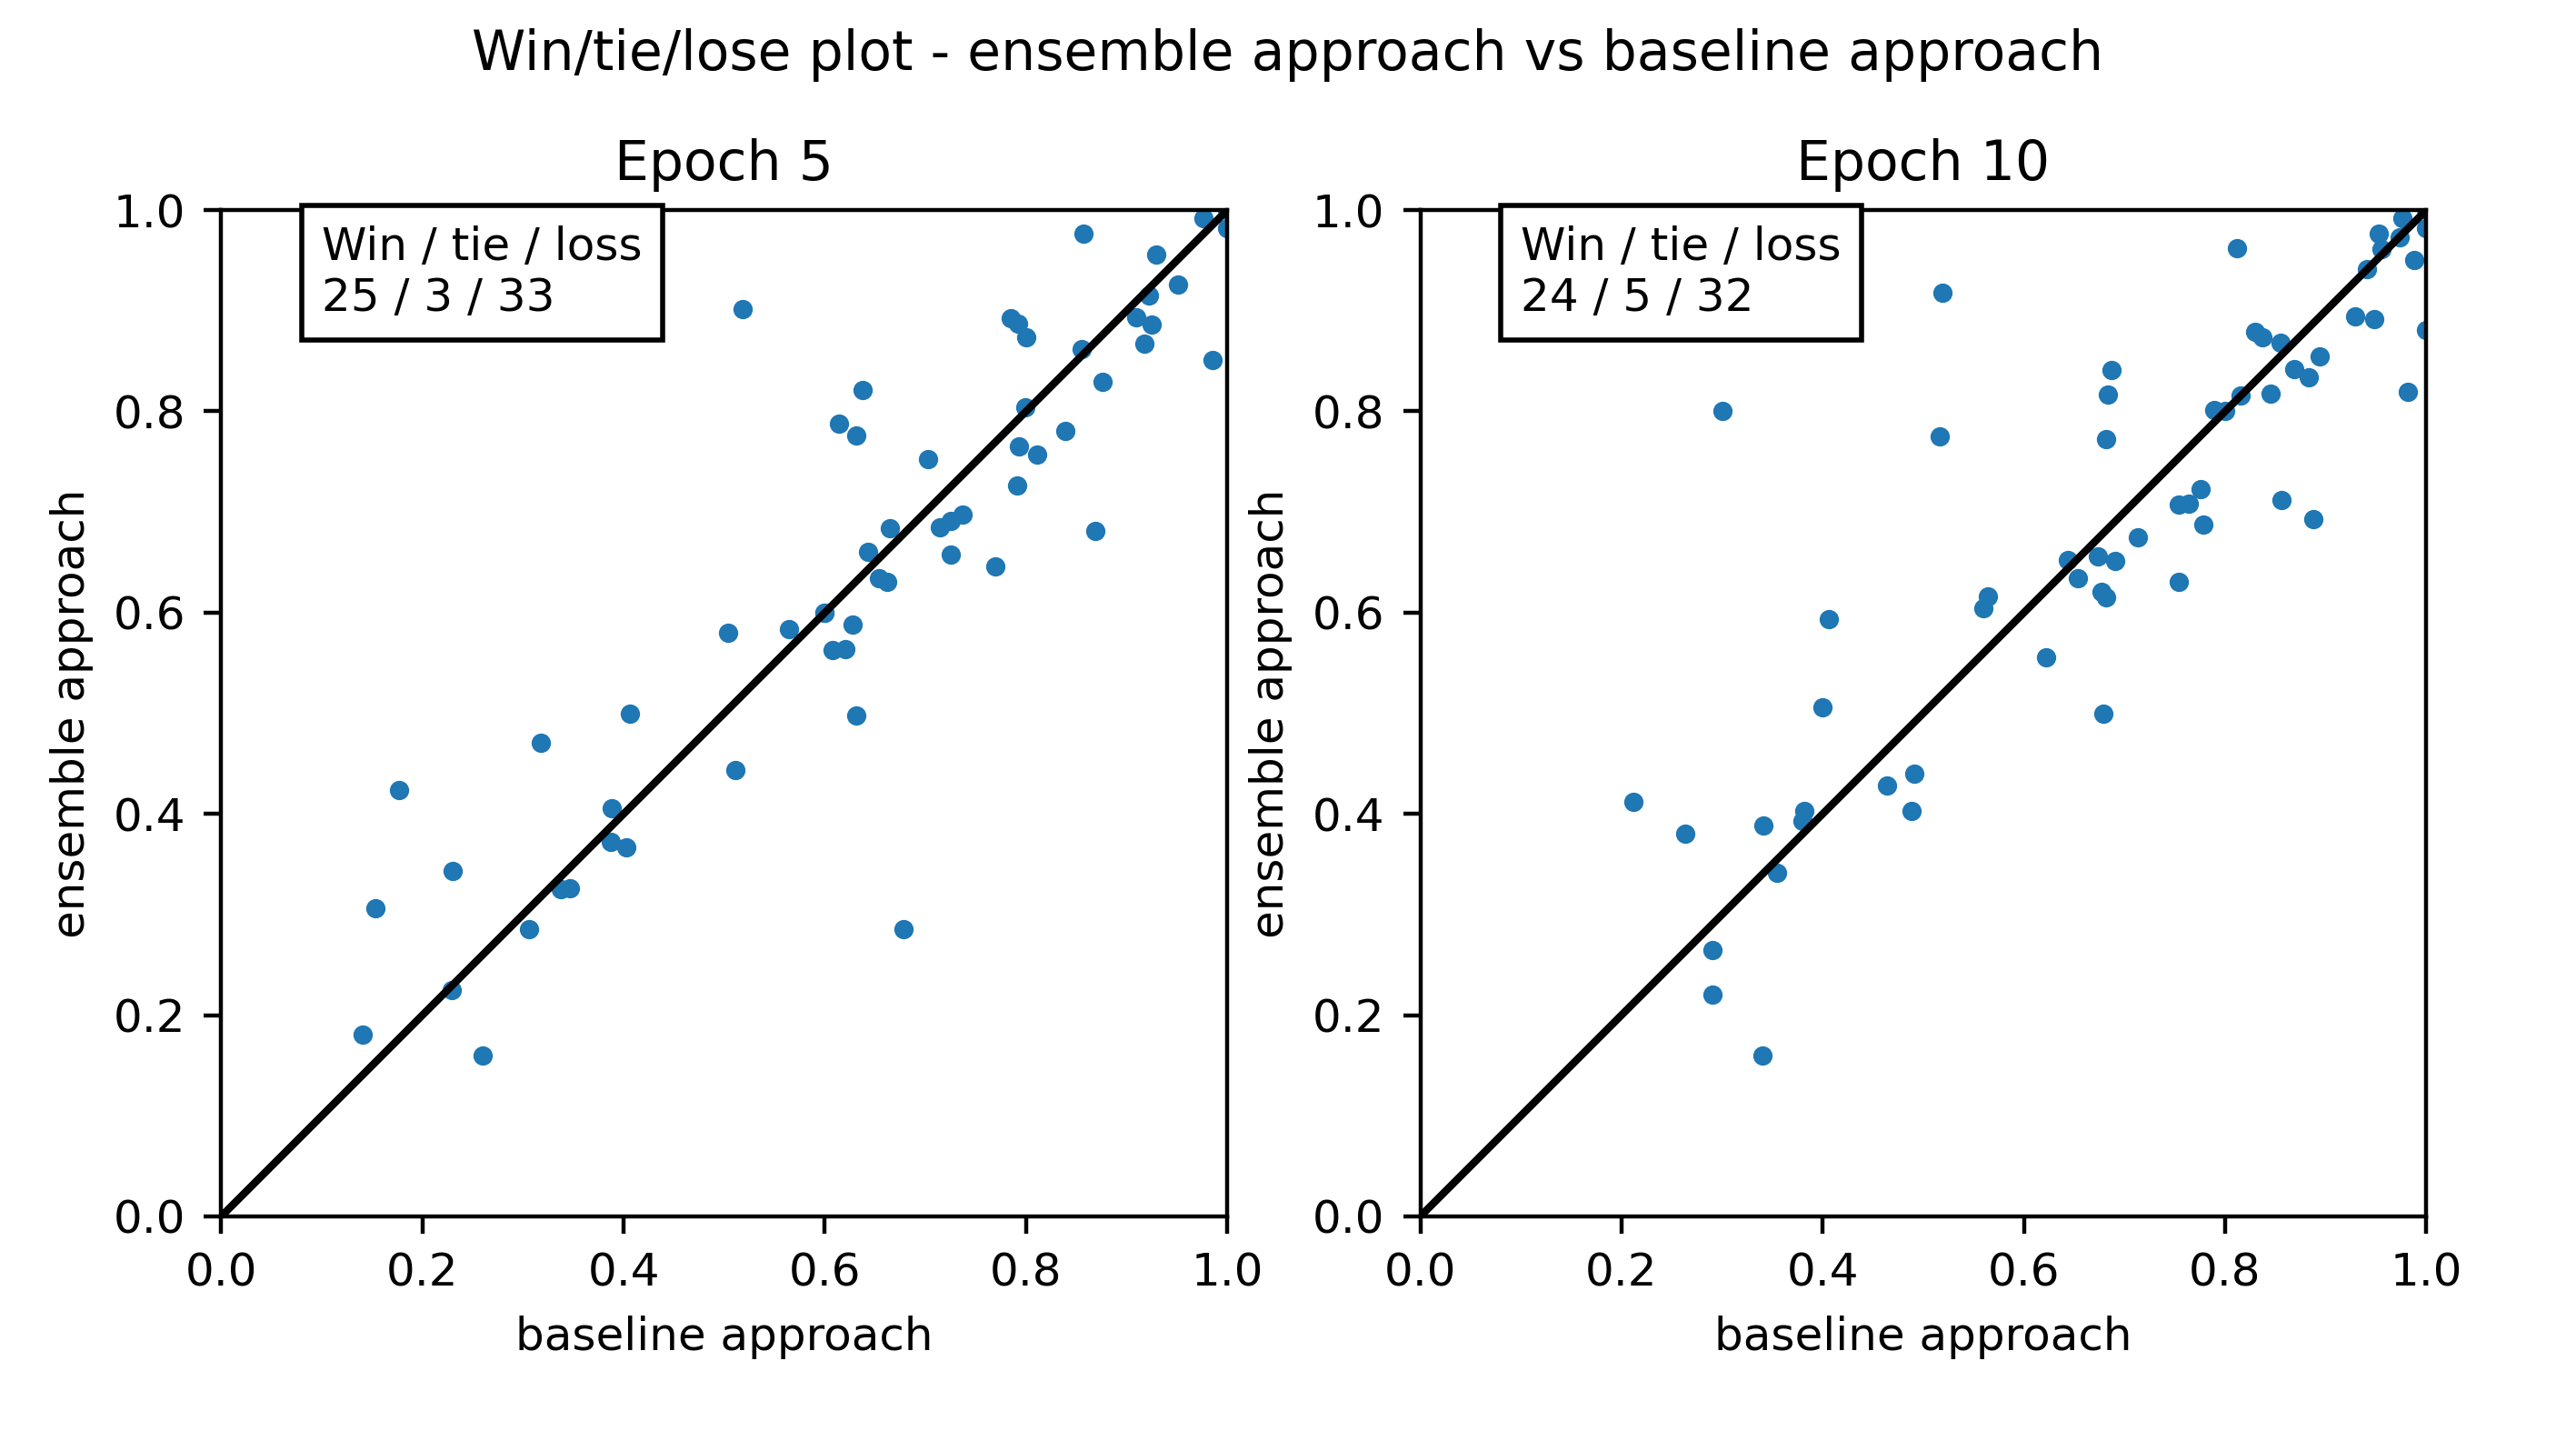 Win/tie/lose plot - ensemble approach vs baseline approach
Epoch 5
Win / tie / loss
25 / 3 / 33
1.0
0.8
0.6
0.4
0.2
0.0
ensemble approach
0.0 0.2 0.4 0.6 0.8 1.0
baseline approach
Epoch 10
Win / tie / loss
24 / 5 / 32
1.0
0.8
0.6
0.4
0.2
0.0
ensemble approach
0.0 0.2 0.4 0.6 0.8 1.0
baseline approach